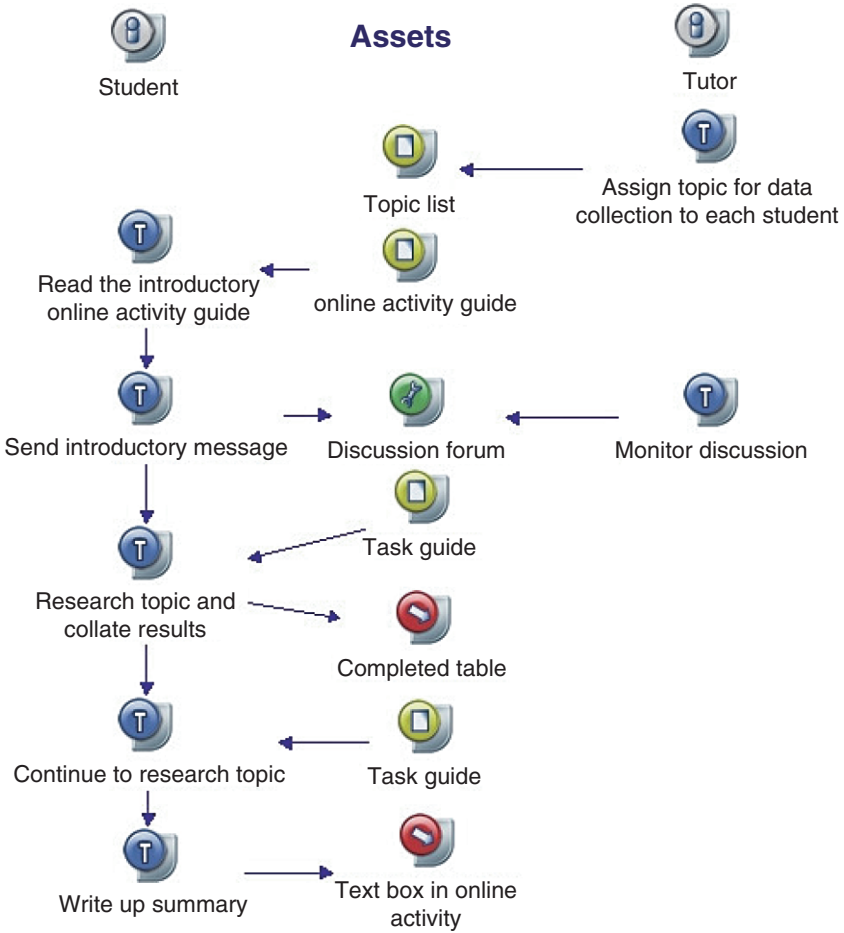 Assets
Student
Tutor
Topic list
Assign topic for data
collection to each student
Read the introductory
online activity guide
online activity guide
Send introductory message
Discussion forum
Monitor discussion
Task guide
Research topic and
collate results
Completed table
Continue to research topic
Task guide
Write up summary
Text box in online
activity